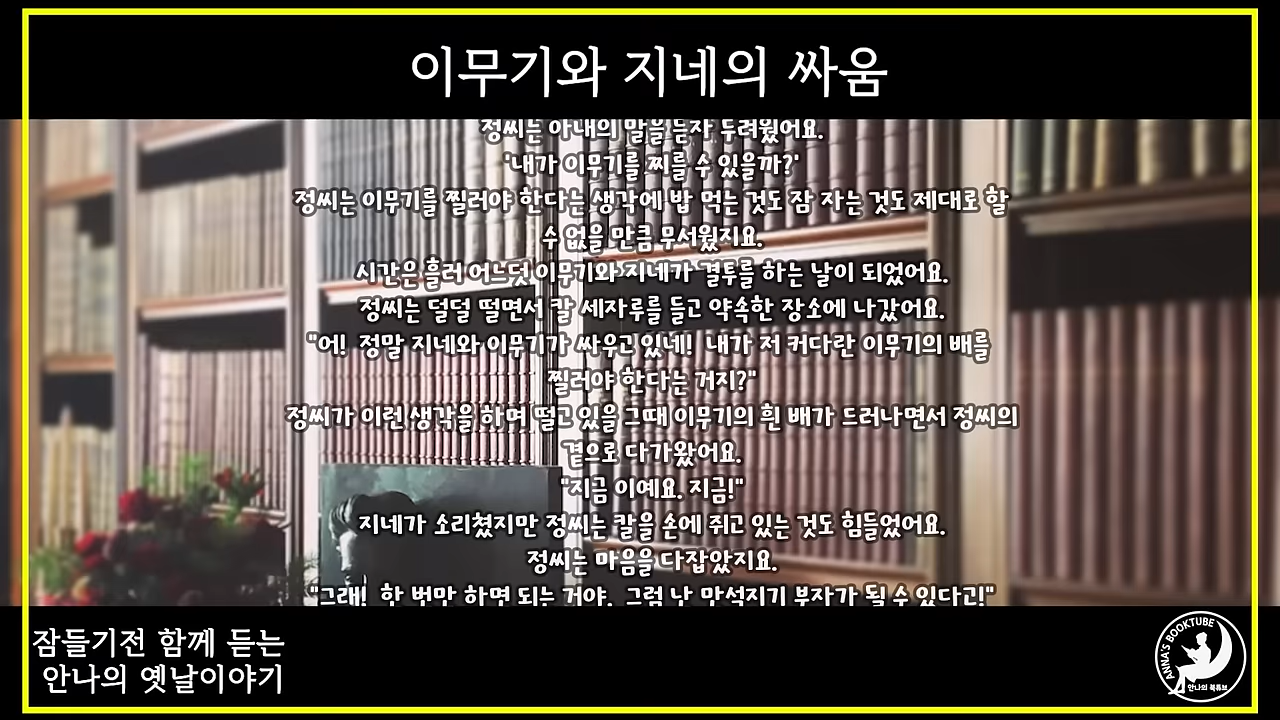 이무기와 지네의 싸움
정씨는 아내의 말을 듣자 두려웠어요.
'내가 이무기를 찌를 수 있을까?'
정씨는 이무기를 찔러야 한다는 생각에 밥 먹는 것도 잠 자는 것도 제대로 할
수 없을 만큼 무서웠지요.
시간은 흘러 어느덧 이무기와 지네가 결투를 하는 날이 되었어요.
정씨는 덜덜 떨면서 칼 세자루를 들고 약속한 장소에 나갔어요.
"어! 정말 지네와 이무기가 싸우고 있네! 내가 저 커다란 이무기의 배를
찔러야 한다는 거지?"
정씨가 이런 생각을 하며 떨고 있을 그때 이무기의 흰 배가 드러나면서 정씨의
곁으로 다가왔어요.
"지금 이예요. 지금!"
지네가 소리쳤지만 정씨는 칼을 손에 쥐고 있는 것도 힘들었어요.
정씨는 마음을 다잡았지요.
"그래! 한 번만 하면 되는 거야. 그럼 난 만석지기 부자가 될 수 있다고!"
잠들기전 함께 듣는
안나의 옛날이야기
ANNA'S BOOKTUBE
안나의 북튜브